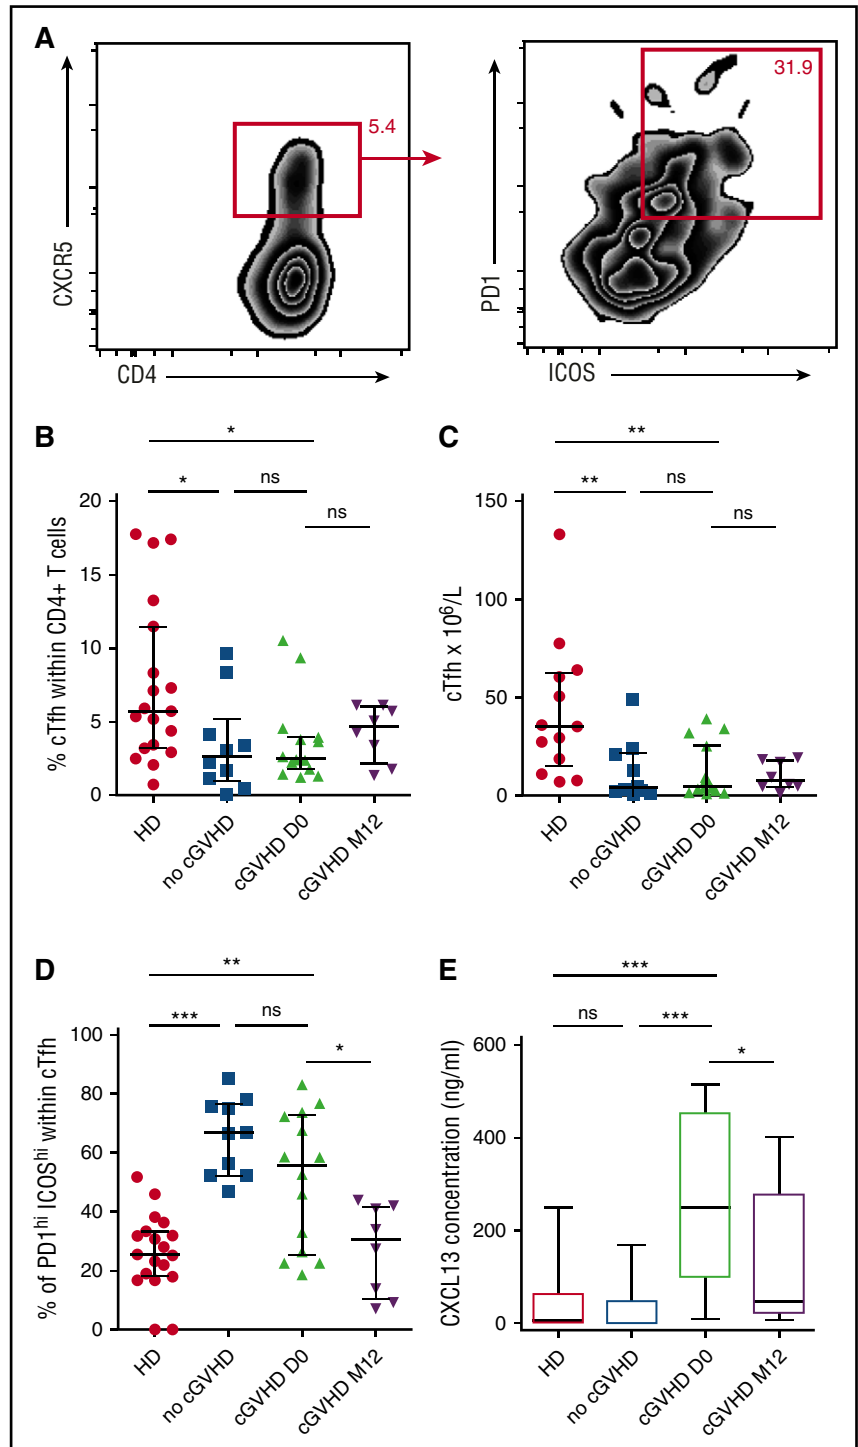 A
5.4
CXCR5
CD4
31.9
PD1
ICOS
B
*
*
ns
ns
% cTfh within CD4+ T cells
20
15
10
5
0
HD
no cGVHD
cGVHD D0
cGVHD M12
C
**
**
ns
ns
cTfh x 10⁶/L
150
100
50
0
HD
no cGVHD
cGVHD D0
cGVHD M12
D
**
***
ns
*
% of PD1ʰⁱ ICOSʰⁱ within cTfh
100
80
60
40
20
0
HD
no cGVHD
cGVHD D0
cGVHD M12
E
***
ns
***
*
CXCL13 concentration (ng/ml)
600
400
200
0
HD
no cGVHD
cGVHD D0
cGVHD M12